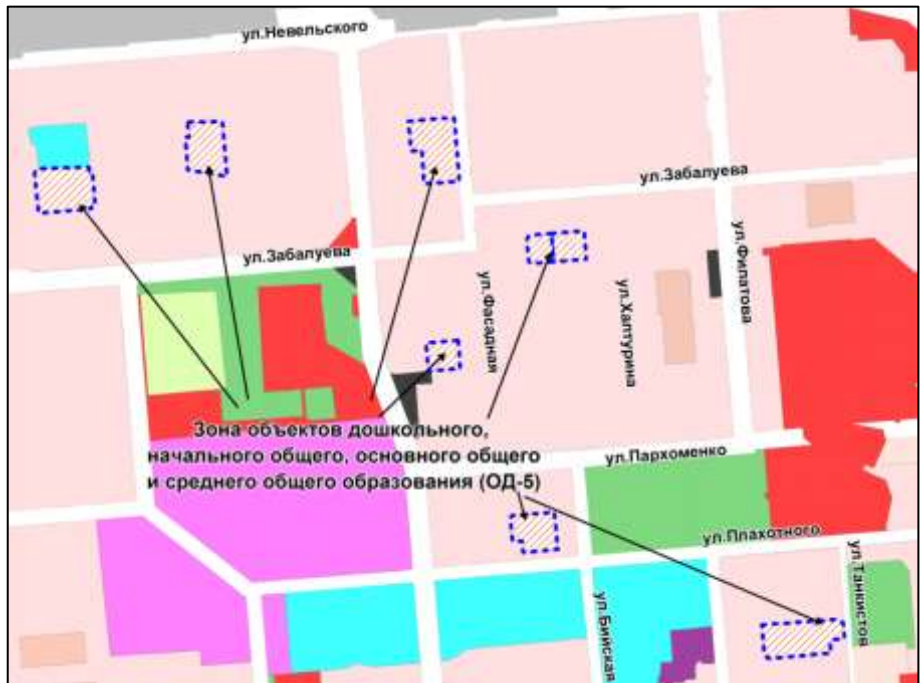 ул.Невельского
ул.Забалуева
ул.Забалуева
ул.Фасадная
ул.Халтурина
ул.Филатова
Зона объектов дошкольного,
начального общего, основного общего
и среднего общего образования (ОД-5)
ул.Пархоменко
ул.Плахотного
ул.Бийская
ул.Танкистов